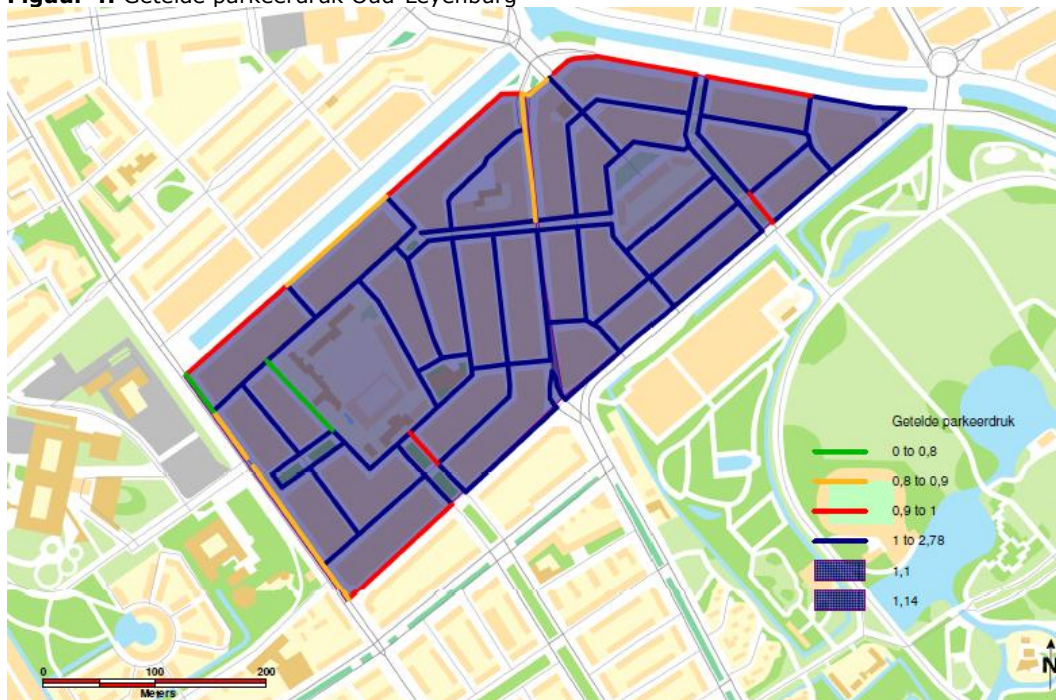 Getelde parkeerdruk Oud-Leyenburg
Getelde parkeerdruk
0 to 0,8
0,8 to 0,9
0,9 to 1
1 to 2,78
1,1
1,14
0 100 200
Meters
N